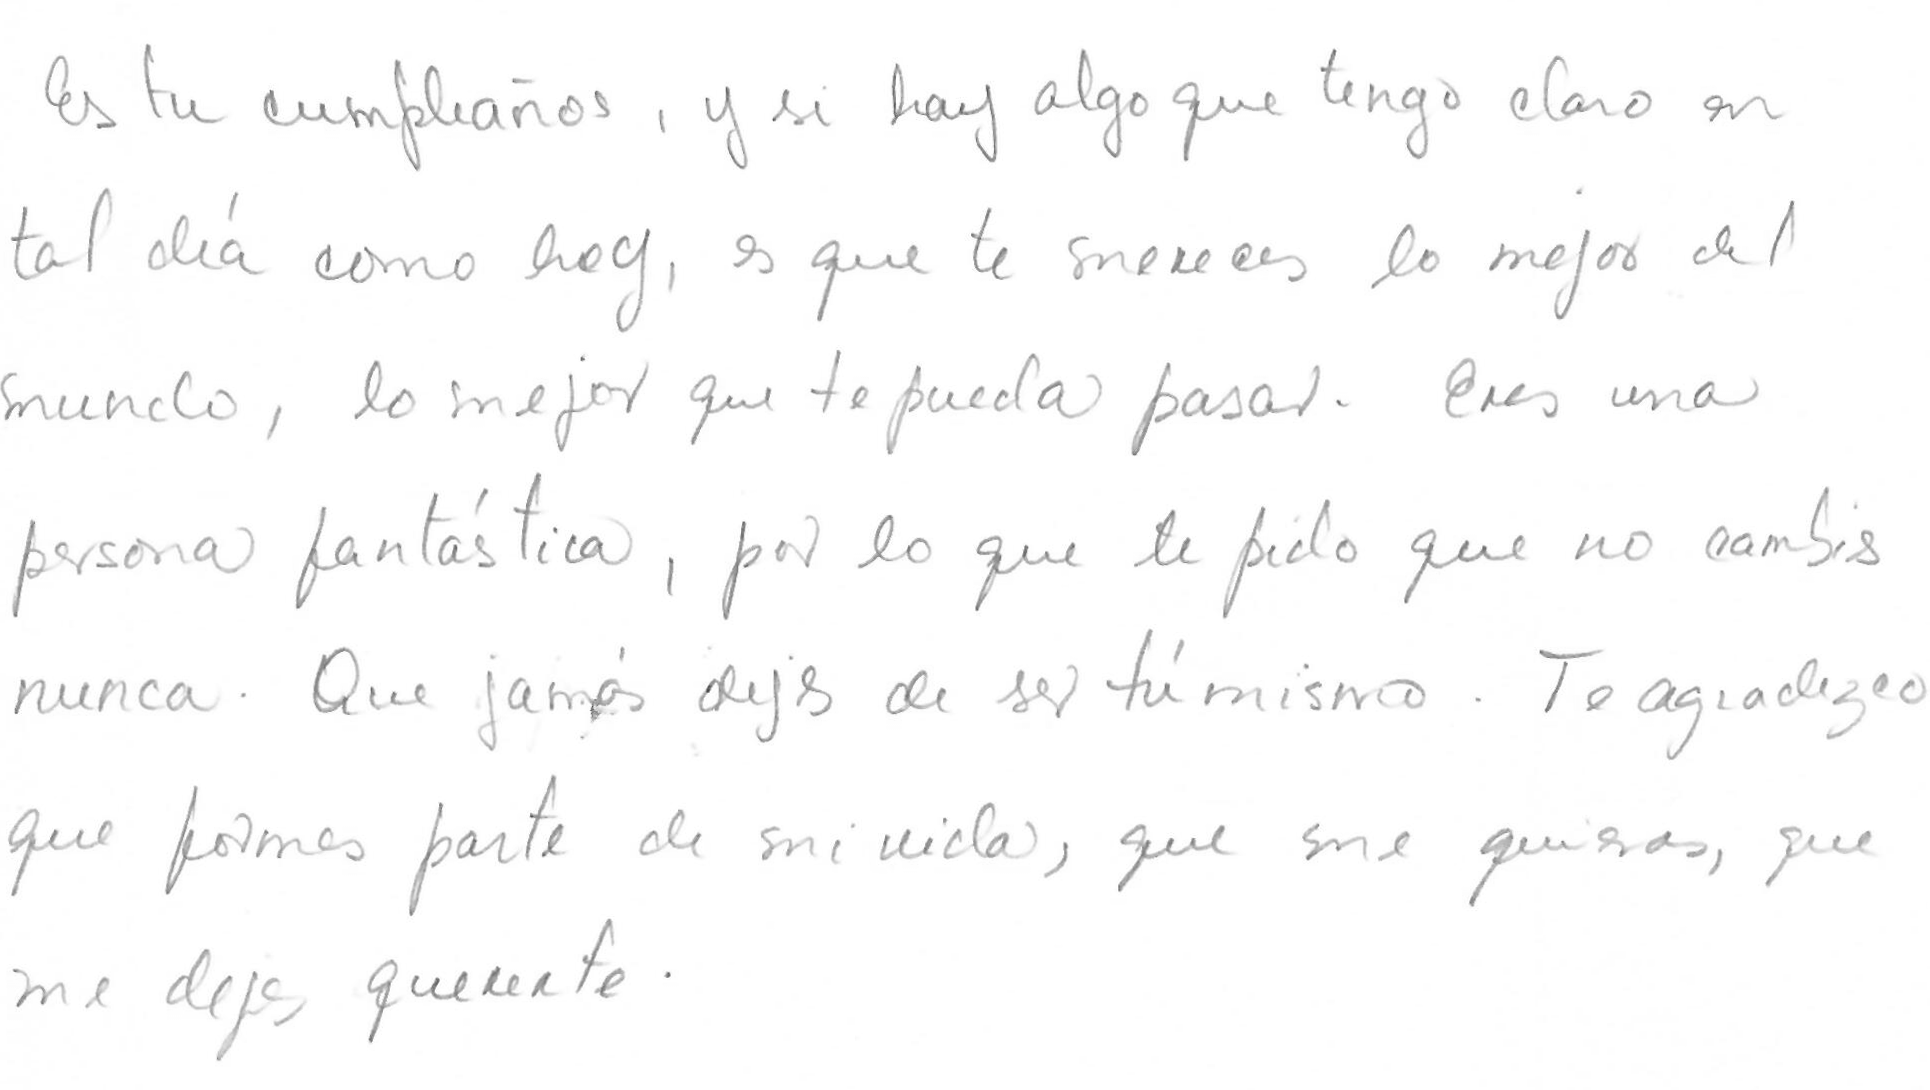 Es tu cumpleaños, y si hay algo que tengo claro en
tal día como hoy, es que te mereces lo mejor del
mundo, lo mejor que te pueda pasar. Eres una
persona fantástica, por lo que te pido que no cambies
nunca. Que jamás dejes de ser tú mismo. Te agradezco
que formes parte de mi vida, que me quieras, que
me dejes quererte.